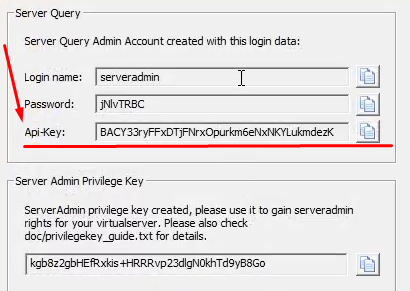 Server Query
Server Query Admin Account created with this login data:
Login name: serveradmin
Password: jNlvTRBC
Api-Key: BACY33ryFFxDTjFNrxOpurkm6eNxNKYLukmdezK
Server Admin Privilege Key
ServerAdmin privilege key created, please use it to gain serveradmin
rights for your virtualserver. Please also check
doc/privilegekey_guide.txt for details.
kgb8z2gbHEfRxkis+HRRRvp23dlgN0khTd9yB8Go